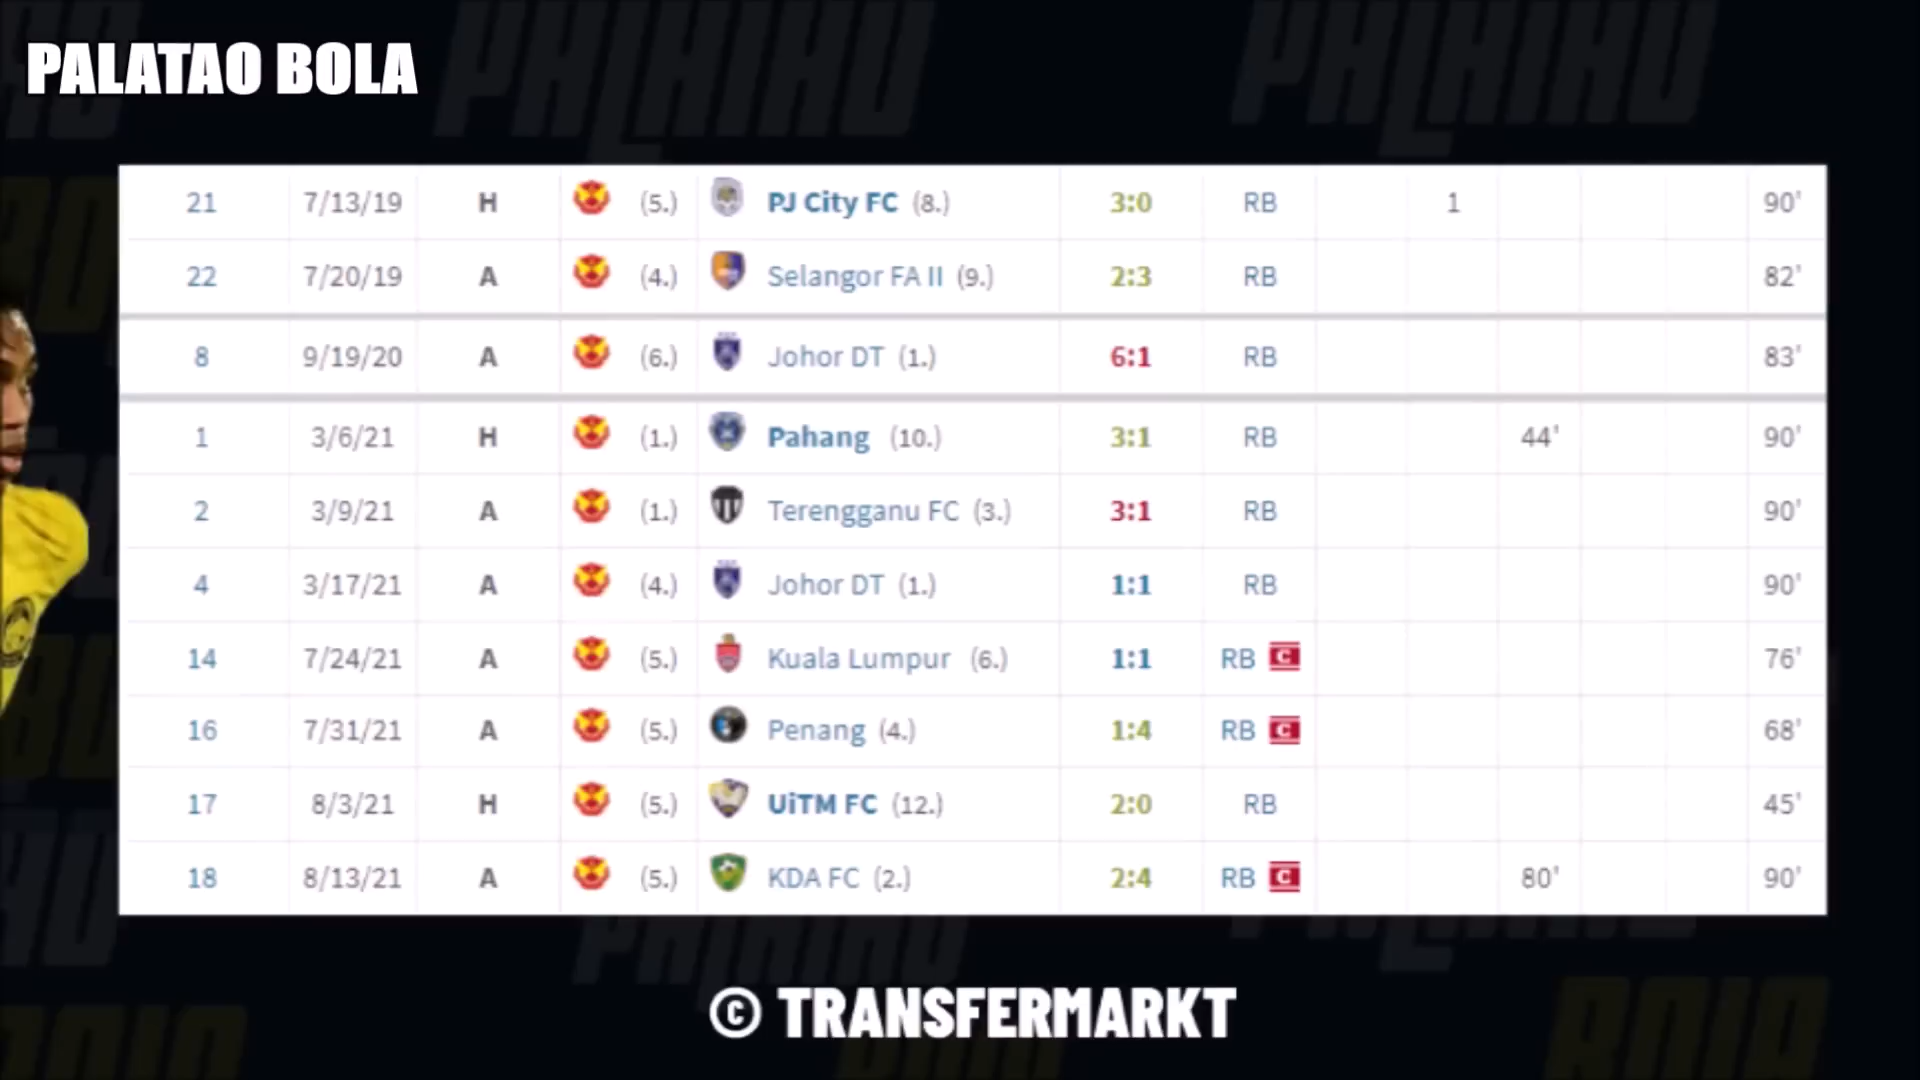 PALATAO BOLA
21 7/13/19 H (5.) PJ City FC (8.) 3:0 RB 1 90'
22 7/20/19 A (4.) Selangor FA II (9.) 2:3 RB 82'
8 9/19/20 A (6.) Johor DT (1.) 6:1 RB 83'
1 3/6/21 H (1.) Pahang (10.) 3:1 RB 44' 90'
2 3/9/21 A (1.) Terengganu FC (3.) 3:1 RB 90'
4 3/17/21 A (4.) Johor DT (1.) 1:1 RB 90'
14 7/24/21 A (5.) Kuala Lumpur (6.) 1:1 RB C 76'
16 7/31/21 A (5.) Penang (4.) 1:4 RB C 68'
17 8/3/21 H (5.) UiTM FC (12.) 2:0 RB 45'
18 8/13/21 A (5.) KDA FC (2.) 2:4 RB C 80' 90'
© TRANSFERMARKT